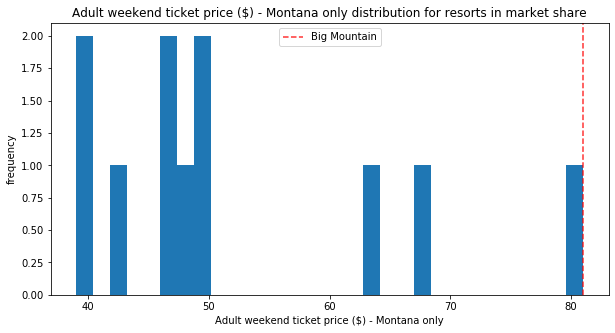 Adult weekend ticket price ($) - Montana only distribution for resorts in market share
Big Mountain
frequency
2.00
1.75
1.50
1.25
1.00
0.75
0.50
0.25
0.00
40 50 60 70 80
Adult weekend ticket price ($) - Montana only